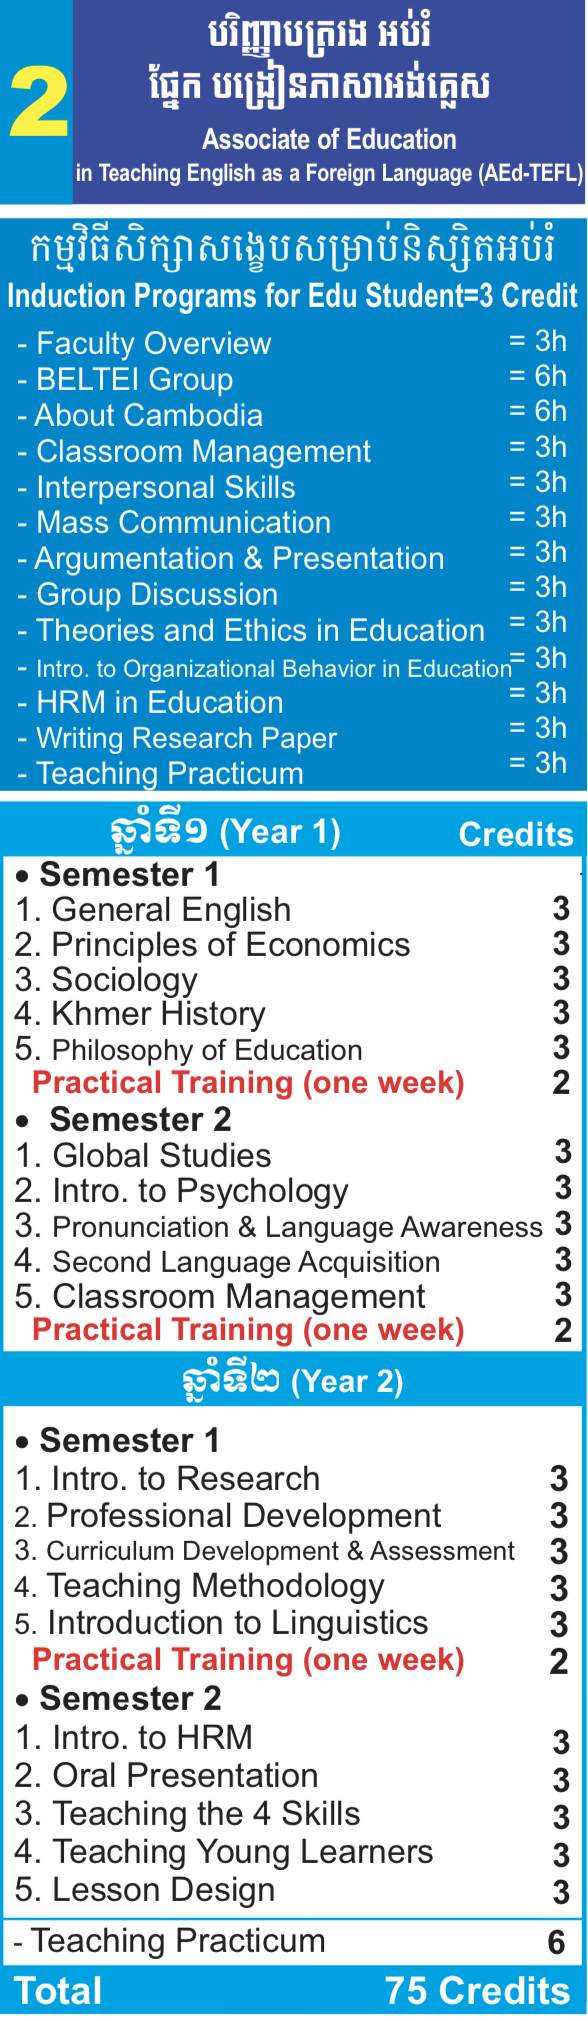 2
បរិញ្ញាបត្ររង អប់រំ
ផ្នែក បង្រៀនភាសាអង់គ្លេស
Associate of Education
in Teaching English as a Foreign Language (AEd-TEFL)
កម្មវិធីសិក្សាសង្ខេបសម្រាប់និស្សិតអប់រំ
Induction Programs for Edu Student=3 Credit
- Faculty Overview = 3h
- BELTEI Group = 6h
- About Cambodia = 6h
- Classroom Management = 3h
- Interpersonal Skills = 3h
- Mass Communication = 3h
- Argumentation & Presentation = 3h
- Group Discussion = 3h
- Theories and Ethics in Education = 3h
- Intro. to Organizational Behavior in Education = 3h
- HRM in Education = 3h
- Writing Research Paper = 3h
- Teaching Practicum = 3h
ឆ្នាំទី១ (Year 1) Credits
• Semester 1
1. General English 3
2. Principles of Economics 3
3. Sociology 3
4. Khmer History 3
5. Philosophy of Education 3
Practical Training (one week) 2
• Semester 2
1. Global Studies 3
2. Intro. to Psychology 3
3. Pronunciation & Language Awareness 3
4. Second Language Acquisition 3
5. Classroom Management 3
Practical Training (one week) 2
ឆ្នាំទី២ (Year 2)
• Semester 1
1. Intro. to Research 3
2. Professional Development 3
3. Curriculum Development & Assessment 3
4. Teaching Methodology 3
5. Introduction to Linguistics 3
Practical Training (one week) 2
• Semester 2
1. Intro. to HRM 3
2. Oral Presentation 3
3. Teaching the 4 Skills 3
4. Teaching Young Learners 3
5. Lesson Design 3
- Teaching Practicum 6
Total 75 Credits